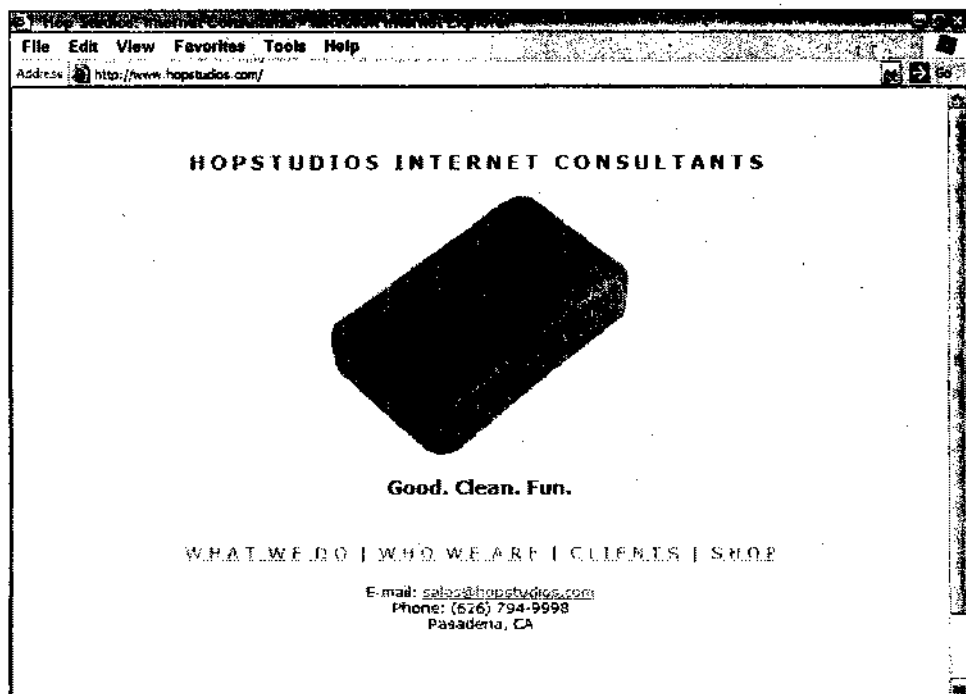 File Edit View Favorites Tools Help
Address http://www.hopstudios.com/ Go
HOPSTUDIOS INTERNET CONSULTANTS
Good. Clean. Fun.
WHAT WE DO | WHO WE ARE | CLIENTS | SHOP
E-mail: sales@hopstudios.com
Phone: (626) 794-9998
Pasadena, CA